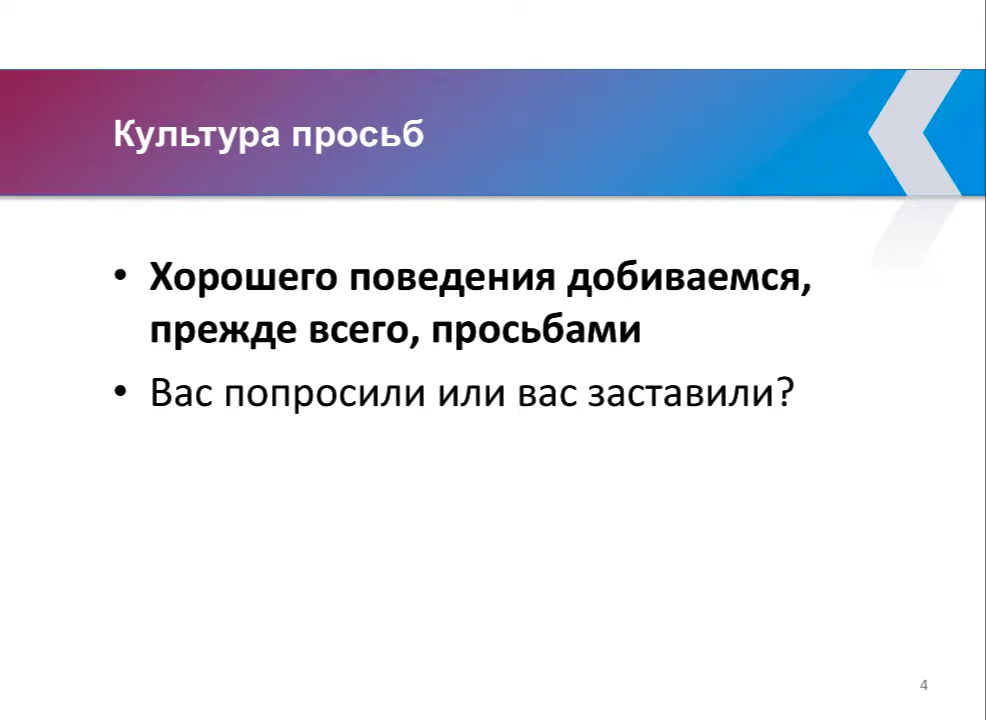 Культура просьб
• Хорошего поведения добиваемся,
прежде всего, просьбами
• Вас попросили или вас заставили?
4